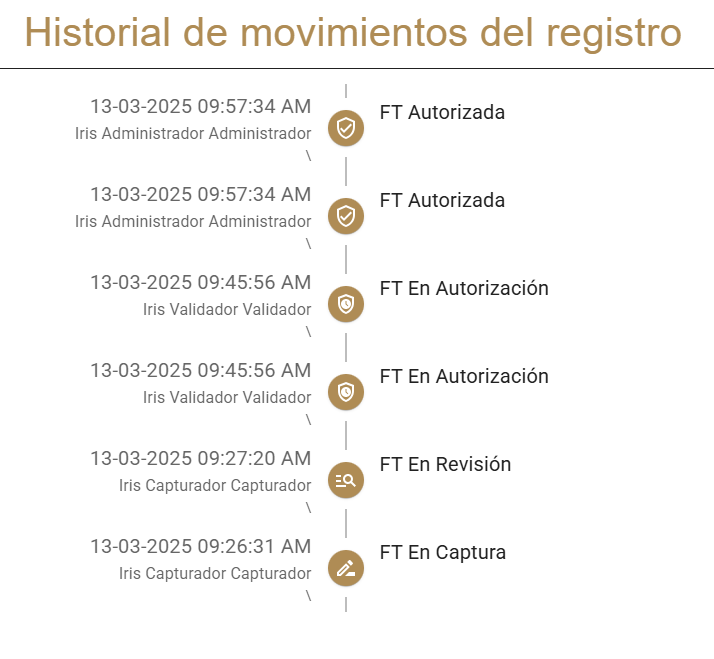 Historial de movimientos del registro
13-03-2025 09:57:34 AM
Iris Administrador Administrador
\
FT Autorizada
13-03-2025 09:57:34 AM
Iris Administrador Administrador
\
FT Autorizada
13-03-2025 09:45:56 AM
Iris Validador Validador
\
FT En Autorización
13-03-2025 09:45:56 AM
Iris Validador Validador
\
FT En Autorización
13-03-2025 09:27:20 AM
Iris Capturador Capturador
\
FT En Revisión
13-03-2025 09:26:31 AM
Iris Capturador Capturador
\
FT En Captura